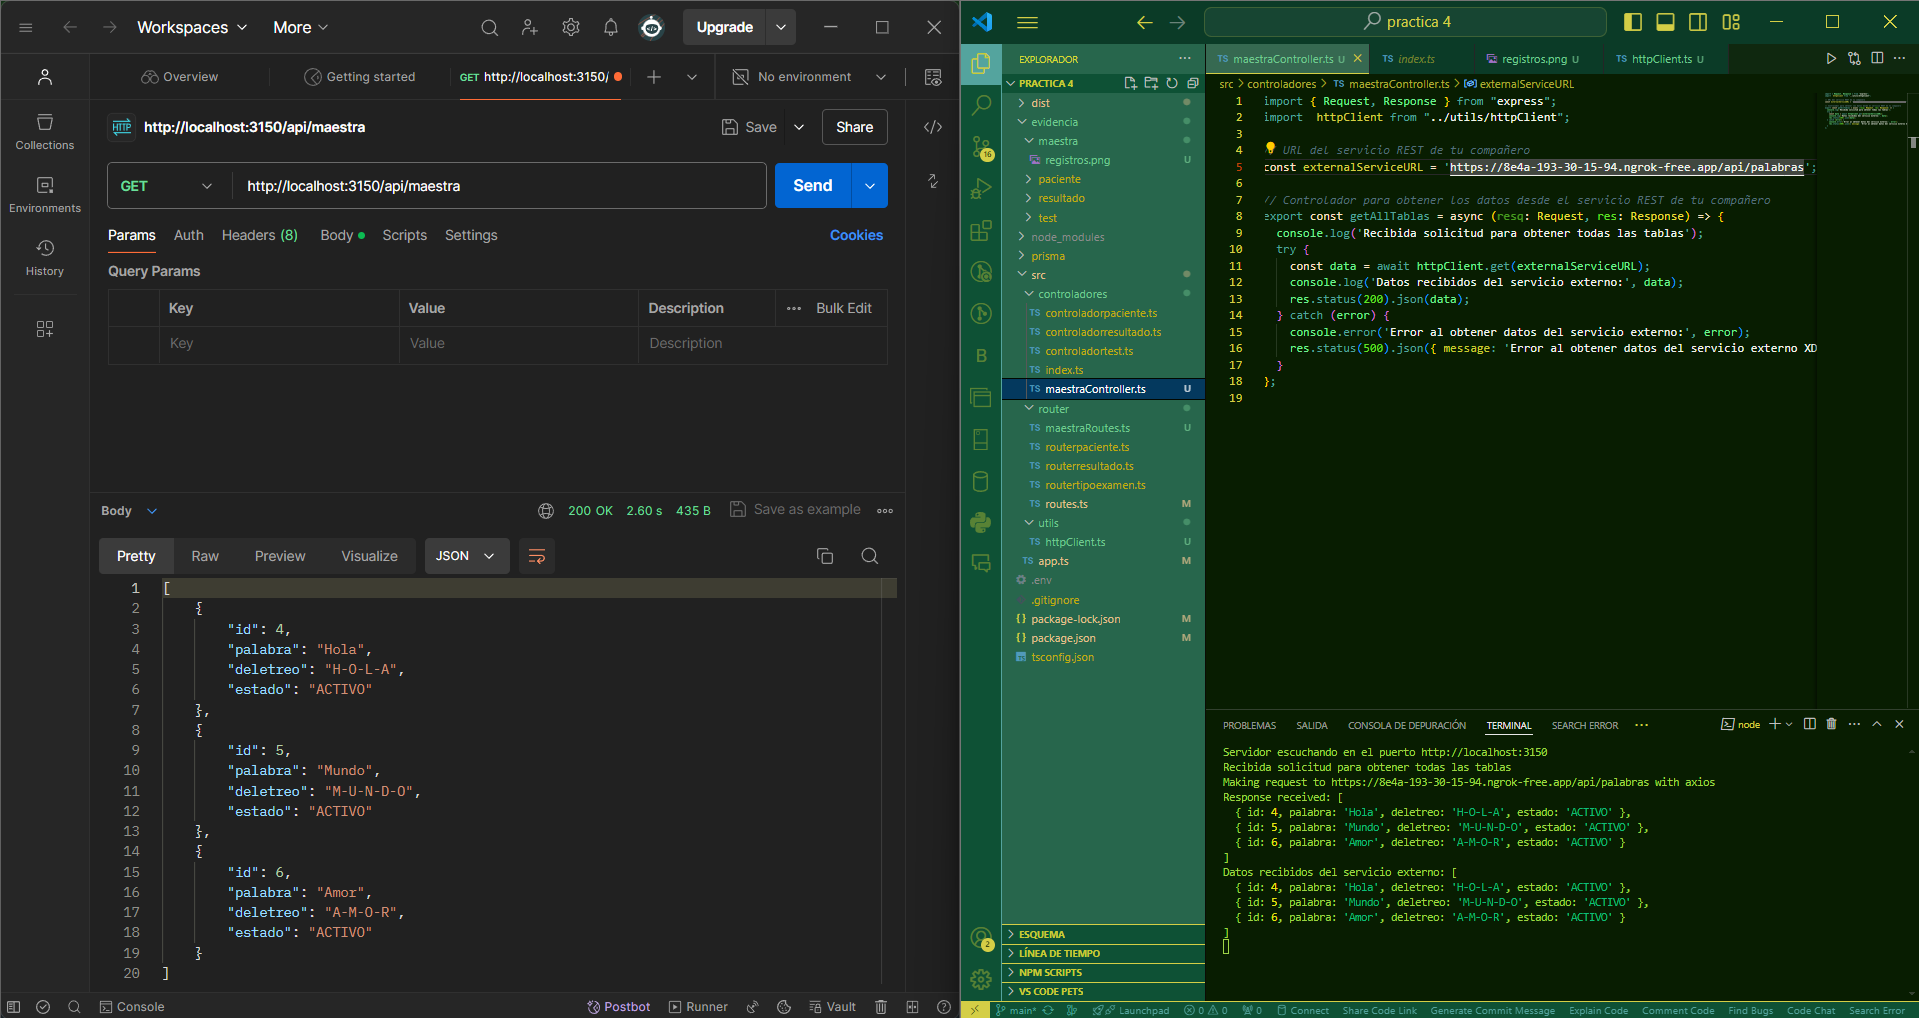 Workspaces
More
Upgrade
Overview
Getting started
GET http://localhost:3150/
No environment
Collections
Environments
History
HTTP http://localhost:3150/api/maestra
Save
Share
GET
http://localhost:3150/api/maestra
Send
Params
Auth
Headers (8)
Body
Scripts
Settings
Cookies
Query Params
Key
Value
Description
Bulk Edit
Key
Value
Description
Body
200 OK
2.60 s
435 B
Save as example
Pretty
Raw
Preview
Visualize
JSON
1 [
2 {
3 "id": 4,
4 "palabra": "Hola",
5 "deletreo": "H-O-L-A",
6 "estado": "ACTIVO"
7 },
8 {
9 "id": 5,
10 "palabra": "Mundo",
11 "deletreo": "M-U-N-D-O",
12 "estado": "ACTIVO"
13 },
14 {
15 "id": 6,
16 "palabra": "Amor",
17 "deletreo": "A-M-O-R",
18 "estado": "ACTIVO"
19 }
20 ]
Console
Postbot
Runner
Vault
practica 4
EXPLORADOR
PRACTICA 4
dist
evidencia
maestra
registros.png U
paciente
resultado
test
node_modules
prisma
src
controladores
TS controladorpaciente.ts
TS controladorresultado.ts
TS controladortest.ts
TS index.ts
TS maestraController.ts U
router
TS maestraRoutes.ts U
TS routerpaciente.ts
TS routerresultado.ts
TS routertipoexamen.ts
TS routes.ts M
utils
TS httpClient.ts U
TS app.ts M
.env
.gitignore
{} package-lock.json M
{} package.json M
tsconfig.json
ESQUEMA
LÍNEA DE TIEMPO
NPM SCRIPTS
VS CODE PETS
16
B
2
TS maestraController.ts U
TS index.ts
registros.png U
TS httpClient.ts U
src > controladores > TS maestraController.ts > externalServiceURL
1 import { Request, Response } from "express";
2 import httpClient from "../utils/httpClient";
3
4 / URL del servicio REST de tu compañero
5 const externalServiceURL = 'https://8e4a-193-30-15-94.ngrok-free.app/api/palabras';
6
7 // Controlador para obtener los datos desde el servicio REST de tu compañero
8 export const getAllTablas = async (resq: Request, res: Response) => {
9 console.log('Recibida solicitud para obtener todas las tablas');
10 try {
11 const data = await httpClient.get(externalServiceURL);
12 console.log('Datos recibidos del servicio externo:', data);
13 res.status(200).json(data);
14 } catch (error) {
15 console.error('Error al obtener datos del servicio externo:', error);
16 res.status(500).json({ message: 'Error al obtener datos del servicio externo XD
17 }
18 };
19
PROBLEMAS
SALIDA
CONSOLA DE DEPURACIÓN
TERMINAL
SEARCH ERROR
node
Servidor escuchando en el puerto http://localhost:3150
Recibida solicitud para obtener todas las tablas
Making request to https://8e4a-193-30-15-94.ngrok-free.app/api/palabras with axios
Response received: [
{ id: 4, palabra: 'Hola', deletreo: 'H-O-L-A', estado: 'ACTIVO' },
{ id: 5, palabra: 'Mundo', deletreo: 'M-U-N-D-O', estado: 'ACTIVO' },
{ id: 6, palabra: 'Amor', deletreo: 'A-M-O-R', estado: 'ACTIVO' }
]
Datos recibidos del servicio externo: [
{ id: 4, palabra: 'Hola', deletreo: 'H-O-L-A', estado: 'ACTIVO' },
{ id: 5, palabra: 'Mundo', deletreo: 'M-U-N-D-O', estado: 'ACTIVO' },
{ id: 6, palabra: 'Amor', deletreo: 'A-M-O-R', estado: 'ACTIVO' }
]
main*
Launchpad
0 0
0
Connect
Share Code Link
Generate Commit Message
Explain Code
Comment Code
Find Bugs
Code Chat
Search Error